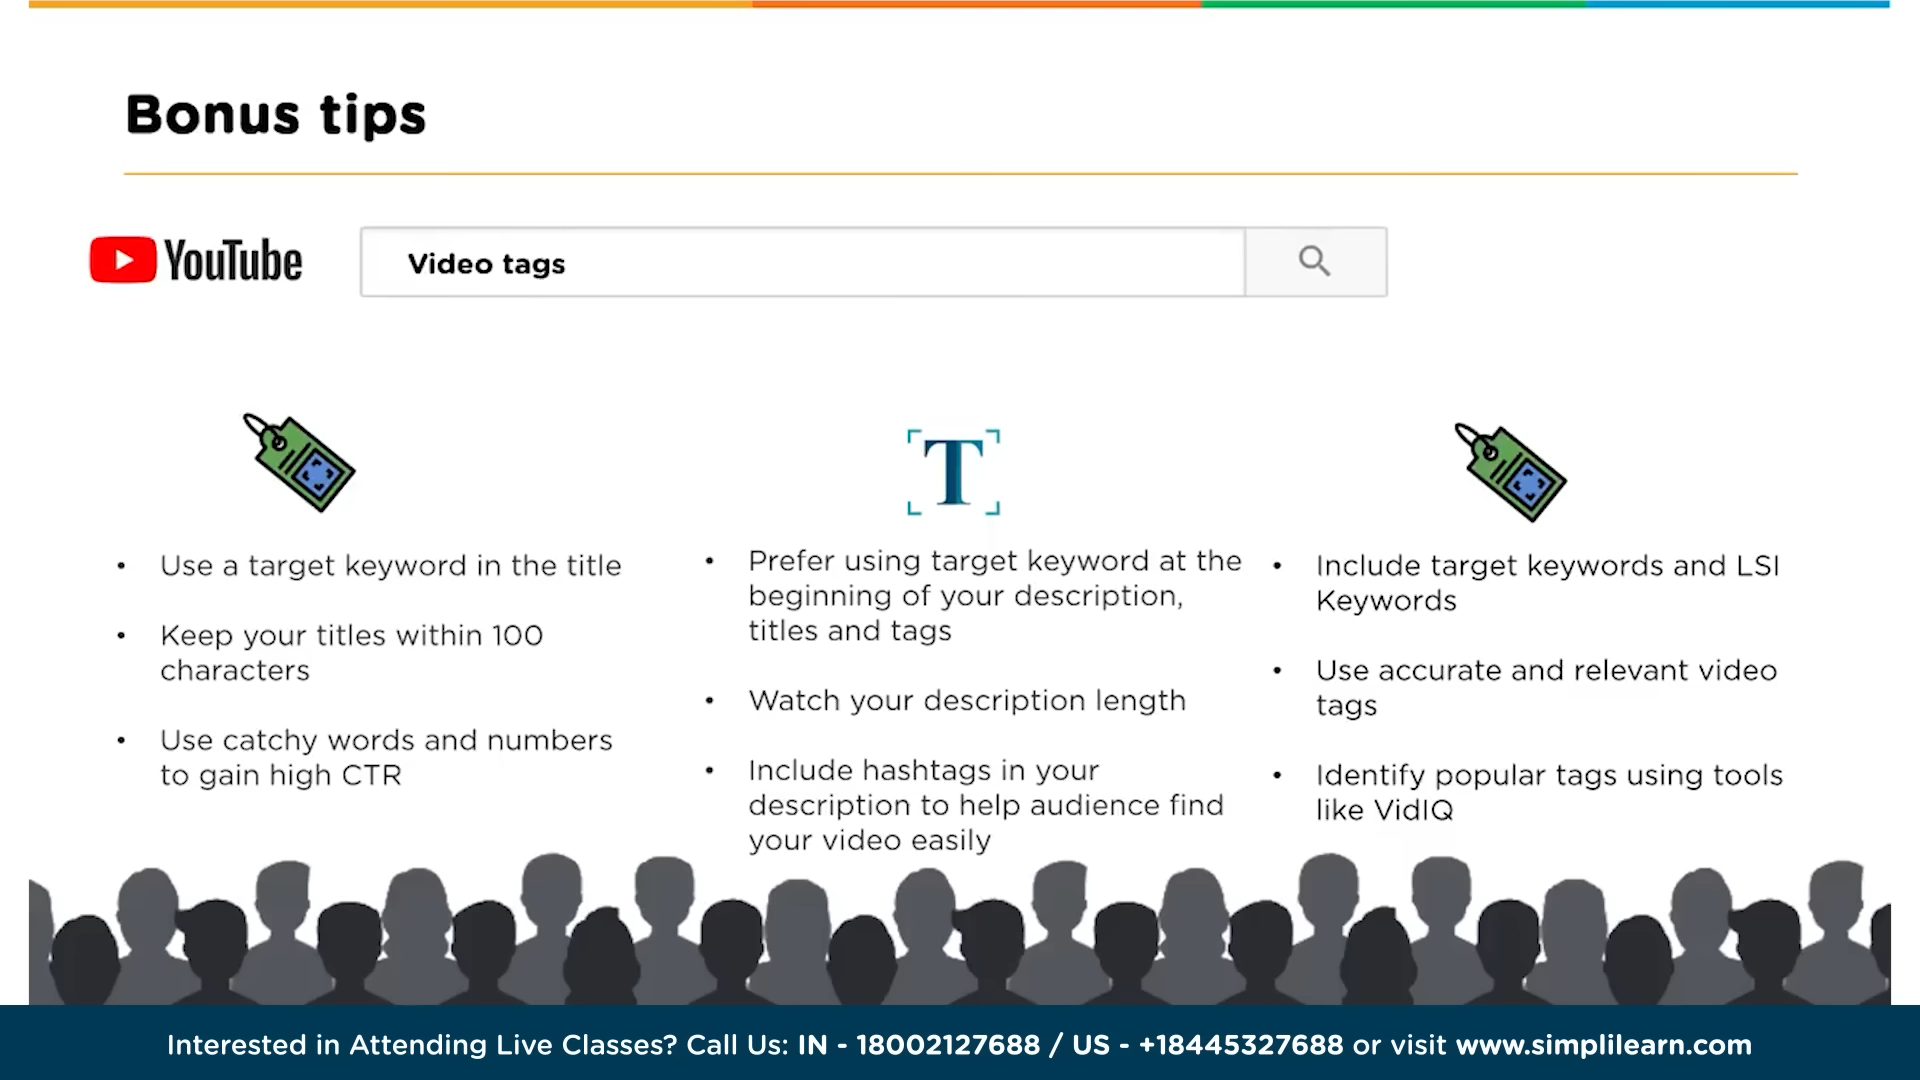 Bonus tips
YouTube
Video tags
T
• Use a target keyword in the title
• Keep your titles within 100
characters
• Use catchy words and numbers
to gain high CTR
• Prefer using target keyword at the
beginning of your description,
titles and tags
• Watch your description length
• Include hashtags in your
description to help audience find
your video easily
• Include target keywords and LSI
Keywords
• Use accurate and relevant video
tags
• Identify popular tags using tools
like VidIQ
Interested in Attending Live Classes? Call Us: IN - 18002127688 / US - +18445327688 or visit www.simplilearn.com